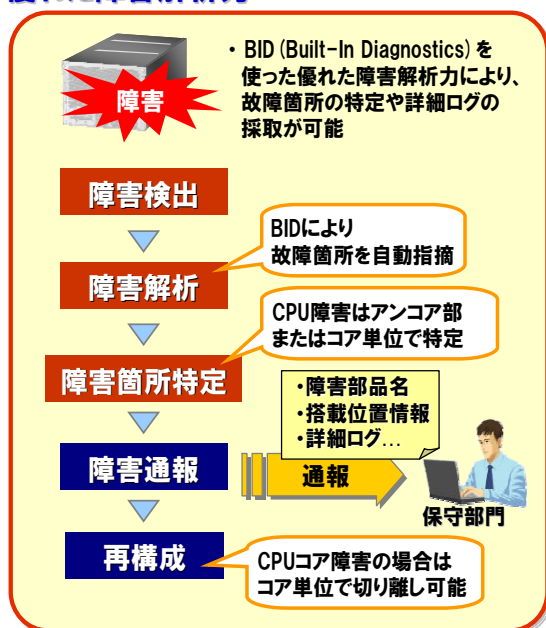 ・BID(Built-In Diagnostics)を
使った優れた障害解析力により、
故障箇所の特定や詳細ログの
採取が可能
障害
障害検出
BIDにより
故障箇所を自動指摘
障害解析
CPU障害はアンコア部
またはコア単位で特定
障害箇所特定
・障害部品名
・搭載位置情報
・詳細ログ...
障害通報
通報
保守部門
再構成
CPUコア障害の場合は
コア単位で切り離し可能